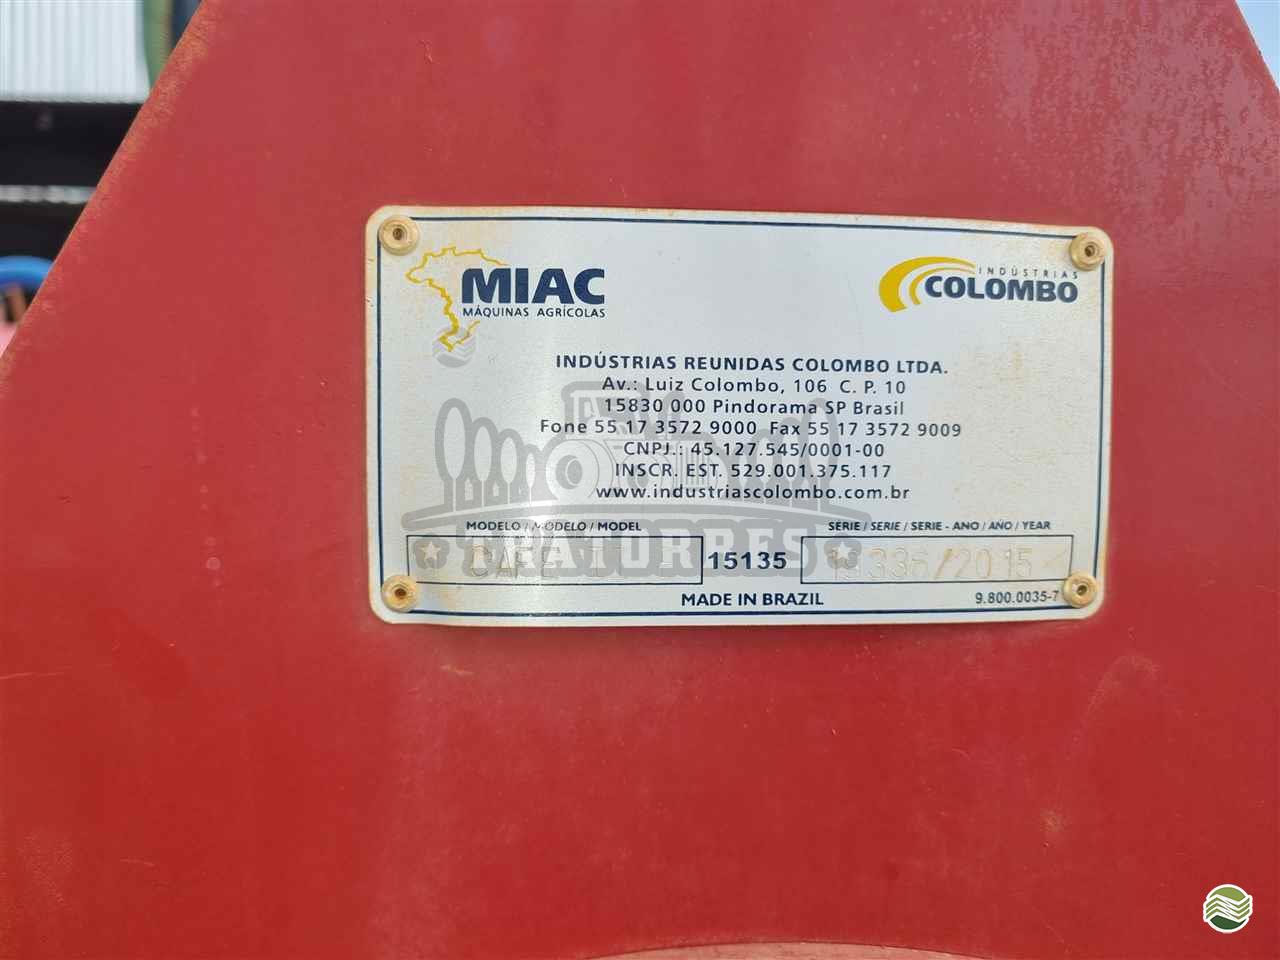 MIAC
MÁQUINAS AGRÍCOLAS
INDÚSTRIAS
COLOMBO
INDÚSTRIAS REUNIDAS COLOMBO LTDA.
Av.: Luiz Colombo, 106 C. P. 10
15830 000 Pindorama SP Brasil
Fone 55 17 3572 9000 Fax 55 17 3572 9009
CNPJ.: 45.127.545/0001-00
INSCR. EST. 529.001.375.117
www.industriascolombo.com.br
MODELO / MODELO / MODEL
SÉRIE / SERIE / SERIE - ANO / AÑO / YEAR
TRATORRES
15135
MADE IN BRAZIL
9.800.0035-7